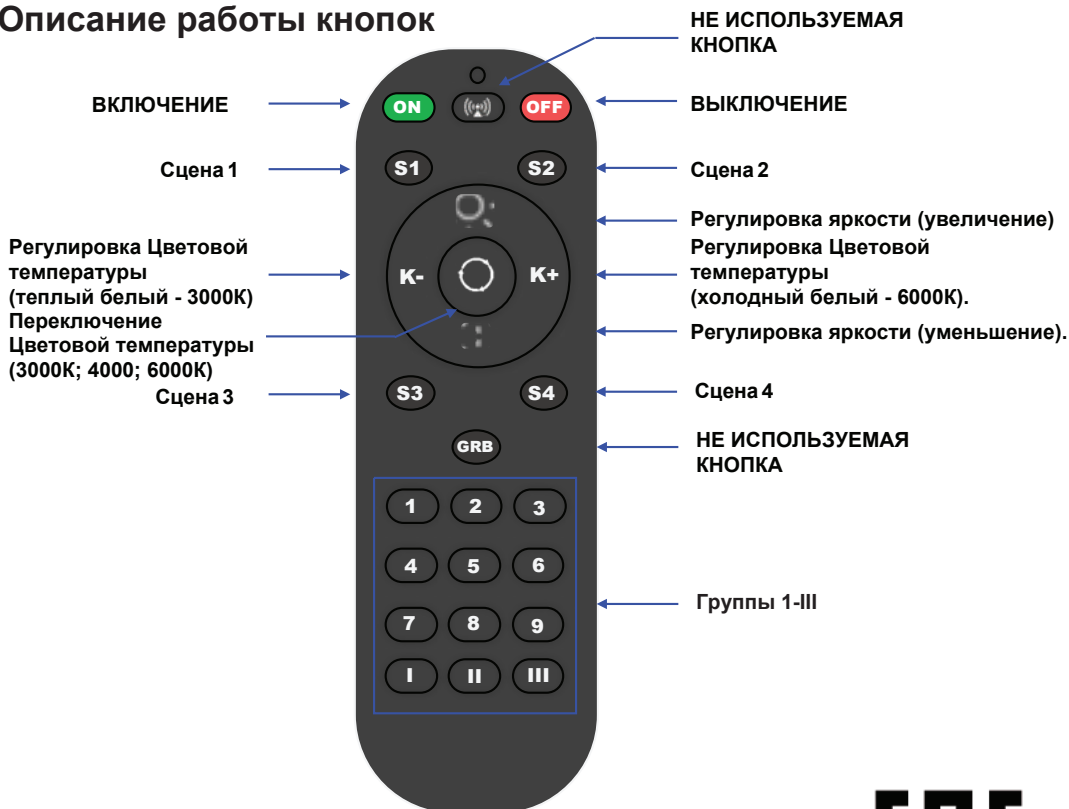 Описание работы кнопок
НЕ ИСПОЛЬЗУЕМАЯ
КНОПКА
ВКЛЮЧЕНИЕ
ON
OFF
ВЫКЛЮЧЕНИЕ
Сцена 1
S1
S2
Сцена 2
Регулировка яркости (увеличение)
Регулировка Цветовой
температуры
(теплый белый - 3000К)
K-
K+
Регулировка Цветовой
температуры
(холодный белый - 6000К).
Переключение
Цветовой температуры
(3000К; 4000; 6000К)
Регулировка яркости (уменьшение).
Сцена 3
S3
S4
Сцена 4
GRB
НЕ ИСПОЛЬЗУЕМАЯ
КНОПКА
1 2 3
4 5 6
7 8 9
I II III
Группы 1-III